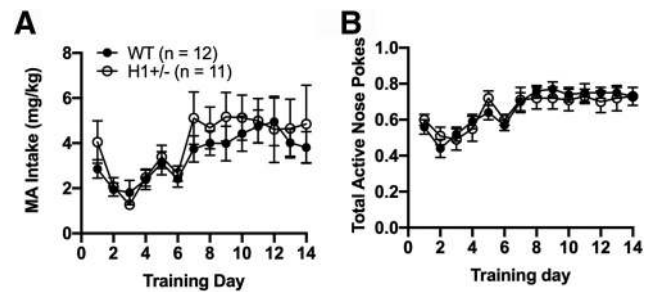 A
B
WT (n = 12)
H1+/- (n = 11)
MA Intake (mg/kg)
8
6
4
2
0
0 2 4 6 8 10 12 14
Training Day
Total Active Nose Pokes
1.0
0.8
0.6
0.4
0.2
0.0
0 2 4 6 8 10 12 14
Training day